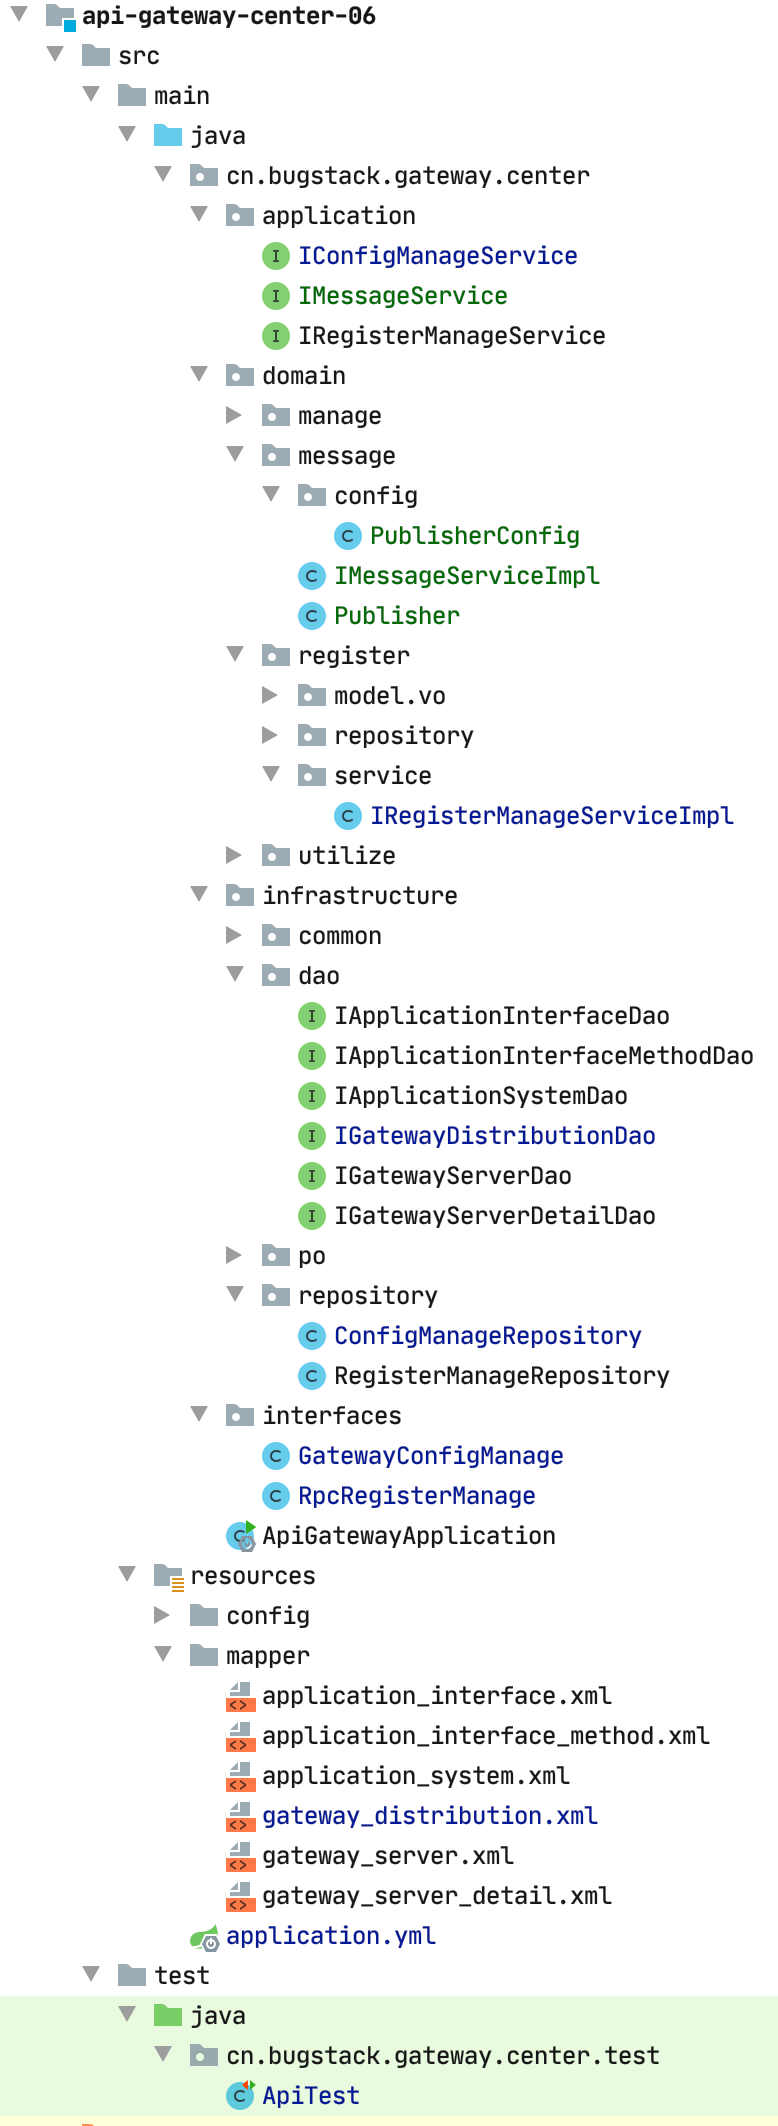 api-gateway-center-06
src
main
java
cn.bugstack.gateway.center
application
IConfigManageService
IMessageService
IRegisterManageService
domain
manage
message
config
PublisherConfig
IMessageServiceImpl
Publisher
register
model.vo
repository
service
IRegisterManageServiceImpl
utilize
infrastructure
common
dao
IApplicationInterfaceDao
IApplicationInterfaceMethodDao
IApplicationSystemDao
IGatewayDistributionDao
IGatewayServerDao
IGatewayServerDetailDao
po
repository
ConfigManageRepository
RegisterManageRepository
interfaces
GatewayConfigManage
RpcRegisterManage
ApiGatewayApplication
resources
config
mapper
application_interface.xml
application_interface_method.xml
application_system.xml
gateway_distribution.xml
gateway_server.xml
gateway_server_detail.xml
application.yml
test
java
cn.bugstack.gateway.center.test
ApiTest